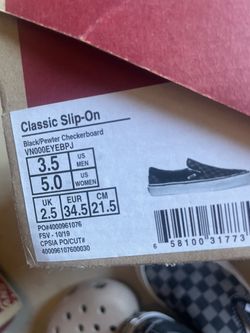 Classic Slip-On
Black/Pewter Checkerboard
VN000EYEBPJ
3.5 US MEN
5.0 US WOMEN
UK EUR CM
2.5 34.5 21.5
PO#4000961076
FSV - 10/19
CPSIA PO/CUT#
400096107600030
6 58100 31773